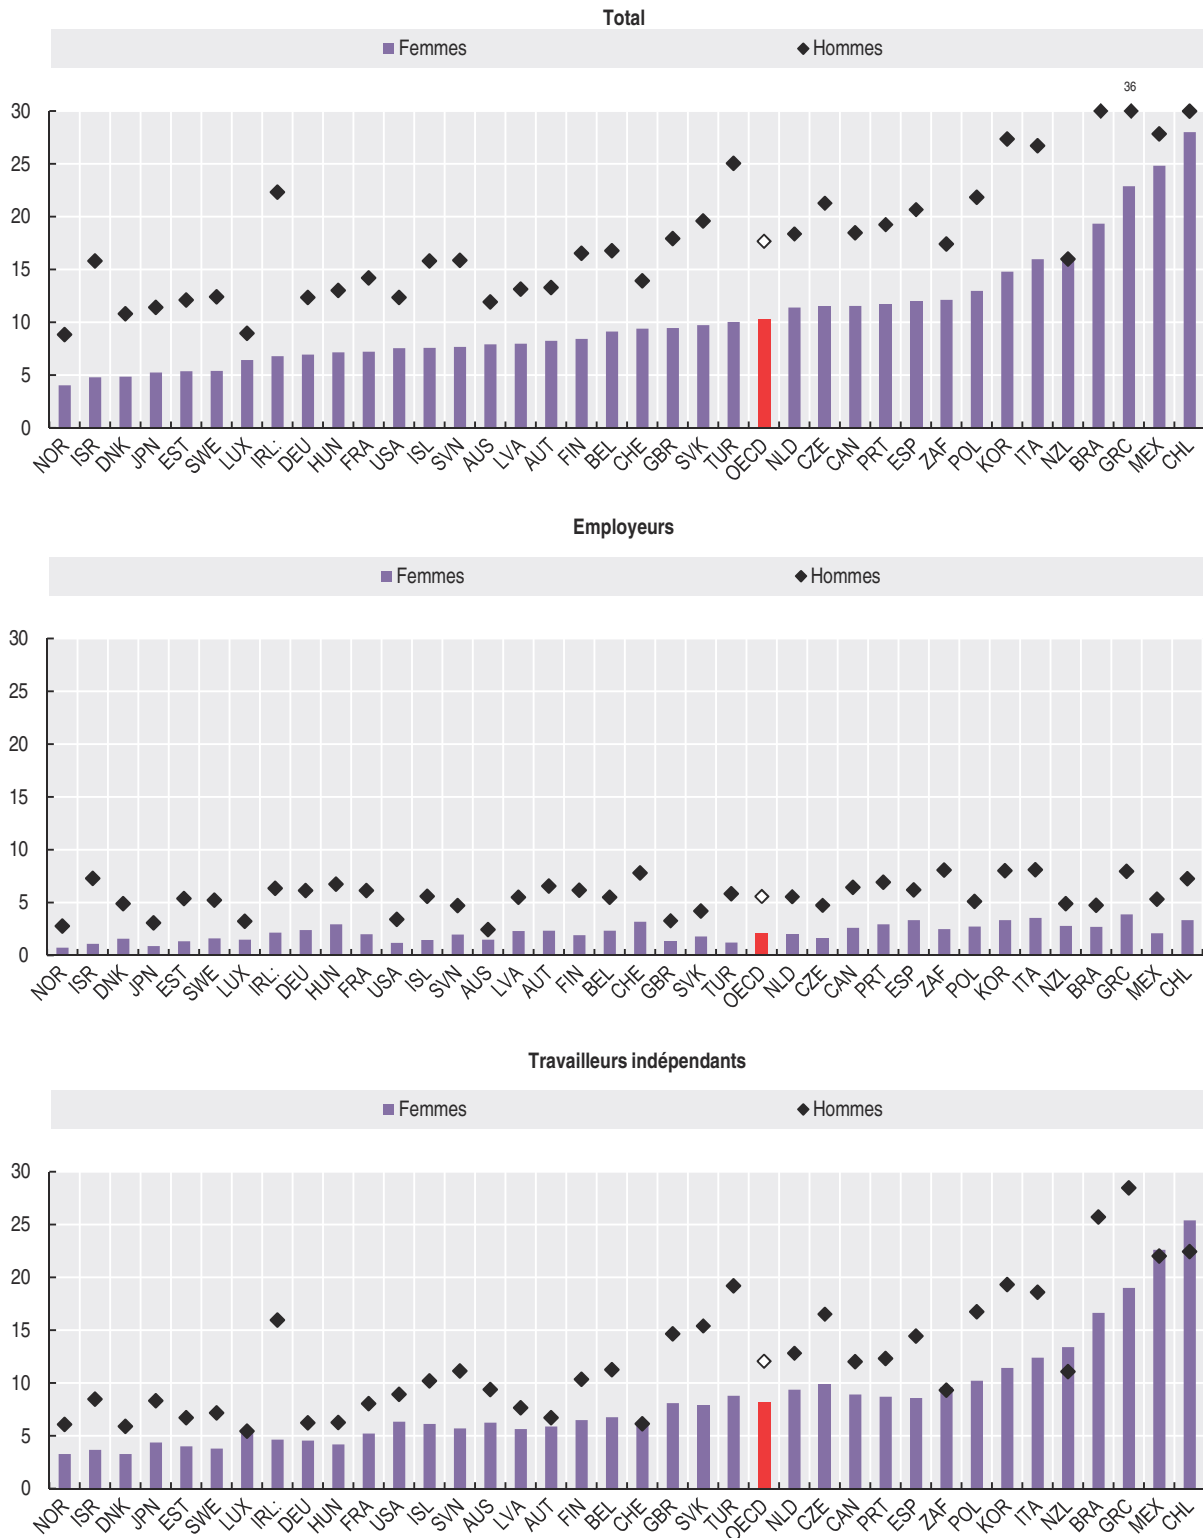 Total
Femmes Hommes
36
30
25
20
15
10
5
0
NOR ISR DNK JPN EST SWE LUX IRL: DEU HUN FRA USA ISL SVN AUS LVA AUT FIN BEL CHE GBR SVK TUR OECD NLD CZE CAN PRT ESP ZAF POL KOR ITA NZL BRA GRC MEX CHL
Employeurs
Femmes Hommes
30
25
20
15
10
5
0
NOR ISR DNK JPN EST SWE LUX IRL: DEU HUN FRA USA ISL SVN AUS LVA AUT FIN BEL CHE GBR SVK TUR OECD NLD CZE CAN PRT ESP ZAF POL KOR ITA NZL BRA GRC MEX CHL
Travailleurs indépendants
Femmes Hommes
30
25
20
15
10
5
0
NOR ISR DNK JPN EST SWE LUX IRL: DEU HUN FRA USA ISL SVN AUS LVA AUT FIN BEL CHE GBR SVK TUR OECD NLD CZE CAN PRT ESP ZAF POL KOR ITA NZL BRA GRC MEX CHL